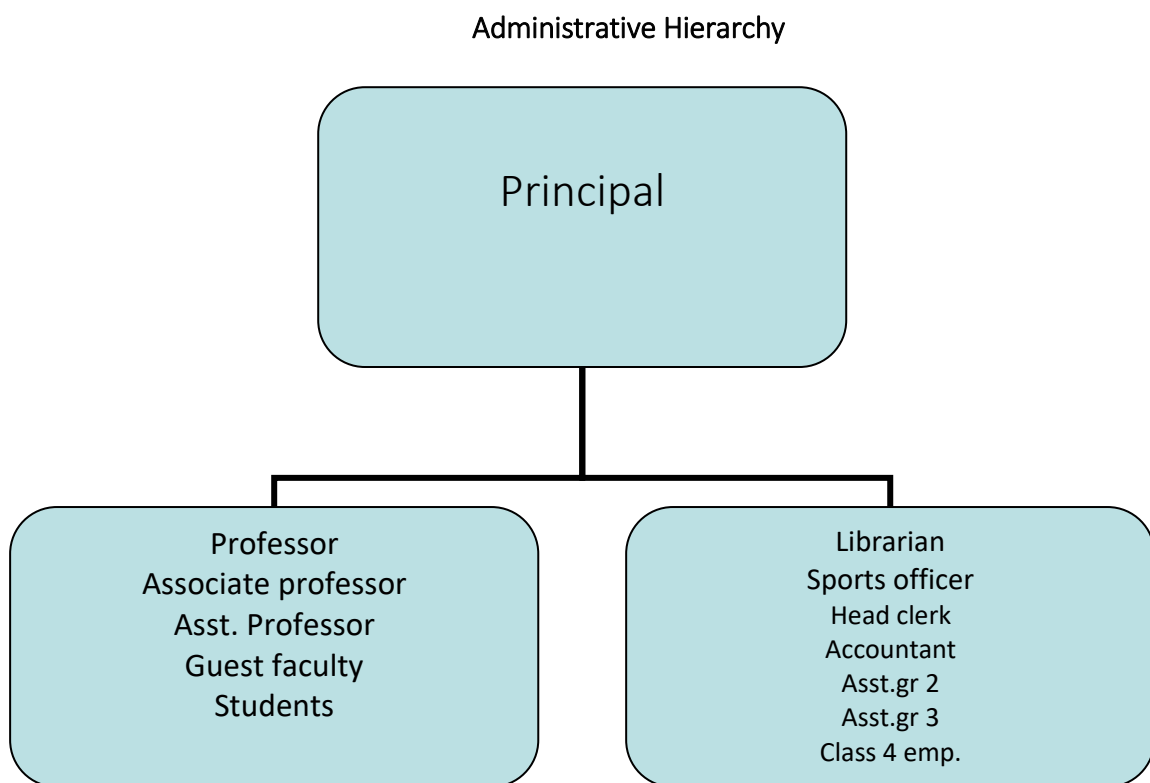 Administrative Hierarchy
Principal
Professor
Associate professor
Asst. Professor
Guest faculty
Students
Librarian
Sports officer
Head clerk
Accountant
Asst.gr 2
Asst.gr 3
Class 4 emp.